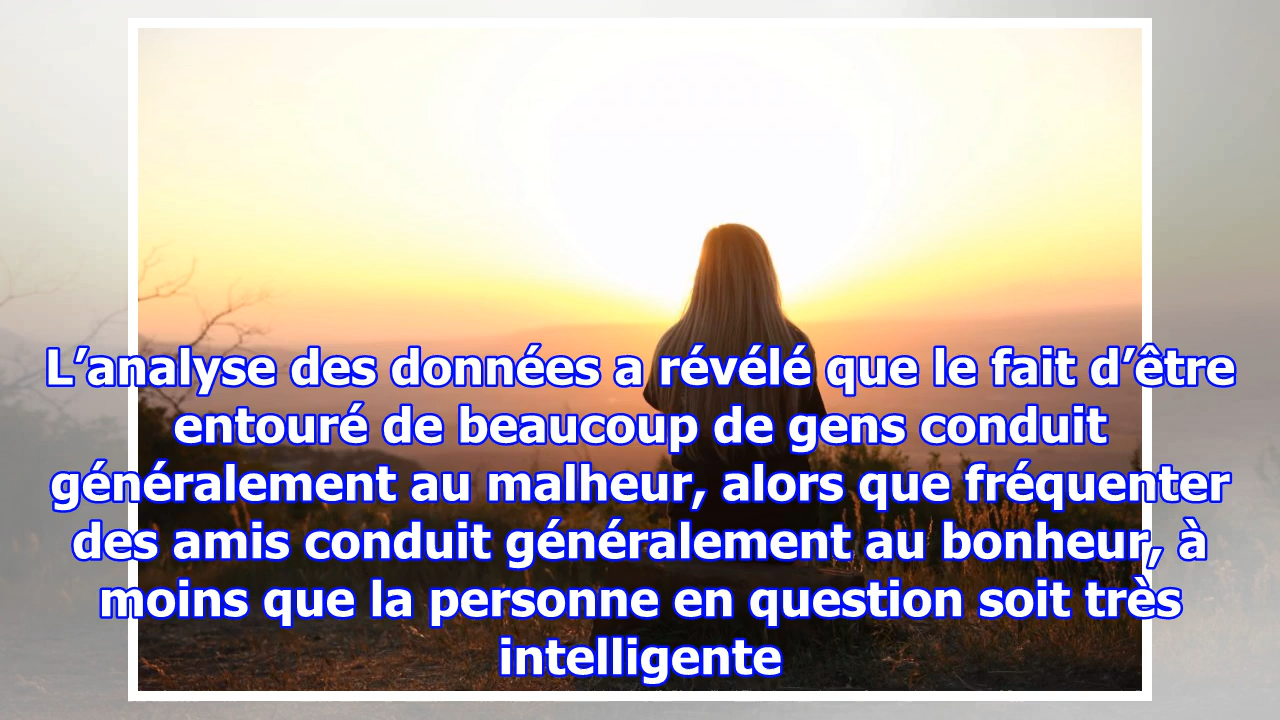 L’analyse des données a révélé que le fait d’être
entouré de beaucoup de gens conduit
généralement au malheur, alors que fréquenter
des amis conduit généralement au bonheur, à
moins que la personne en question soit très
intelligente